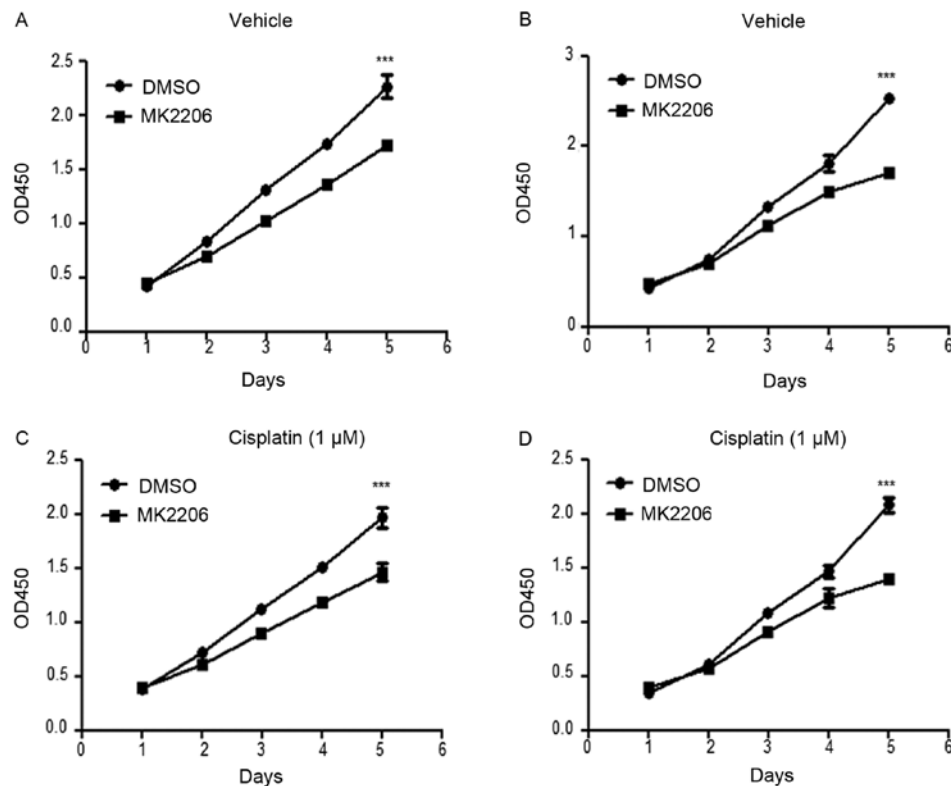 A
Vehicle
2.5
***
DMSO
2.0
MK2206
1.5
OD450
1.0
0.5
0.0
0 1 2 3 4 5 6
Days
B
Vehicle
3
***
DMSO
MK2206
2
OD450
1
0
0 1 2 3 4 5 6
Days
C
Cisplatin (1 µM)
2.5
***
DMSO
2.0
MK2206
1.5
OD450
1.0
0.5
0.0
0 1 2 3 4 5 6
Days
D
Cisplatin (1 µM)
2.5
***
DMSO
2.0
MK2206
1.5
OD450
1.0
0.5
0.0
0 1 2 3 4 5 6
Days